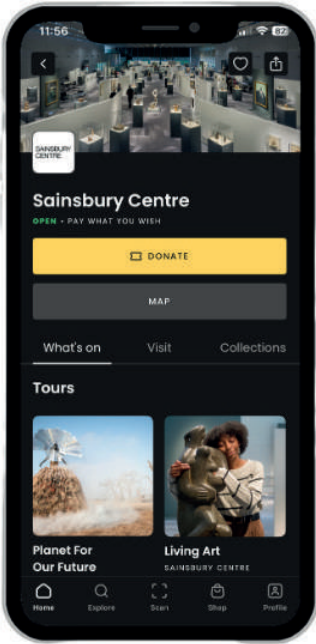 11:56
82
SAINSBURY
CENTRE
Sainsbury Centre
OPEN • PAY WHAT YOU WISH
DONATE
MAP
What's on Visit Collections
Tours
Planet For
Our Future
Living Art
SAINSBURY CENTRE
Home Explore Scan Shop Profile